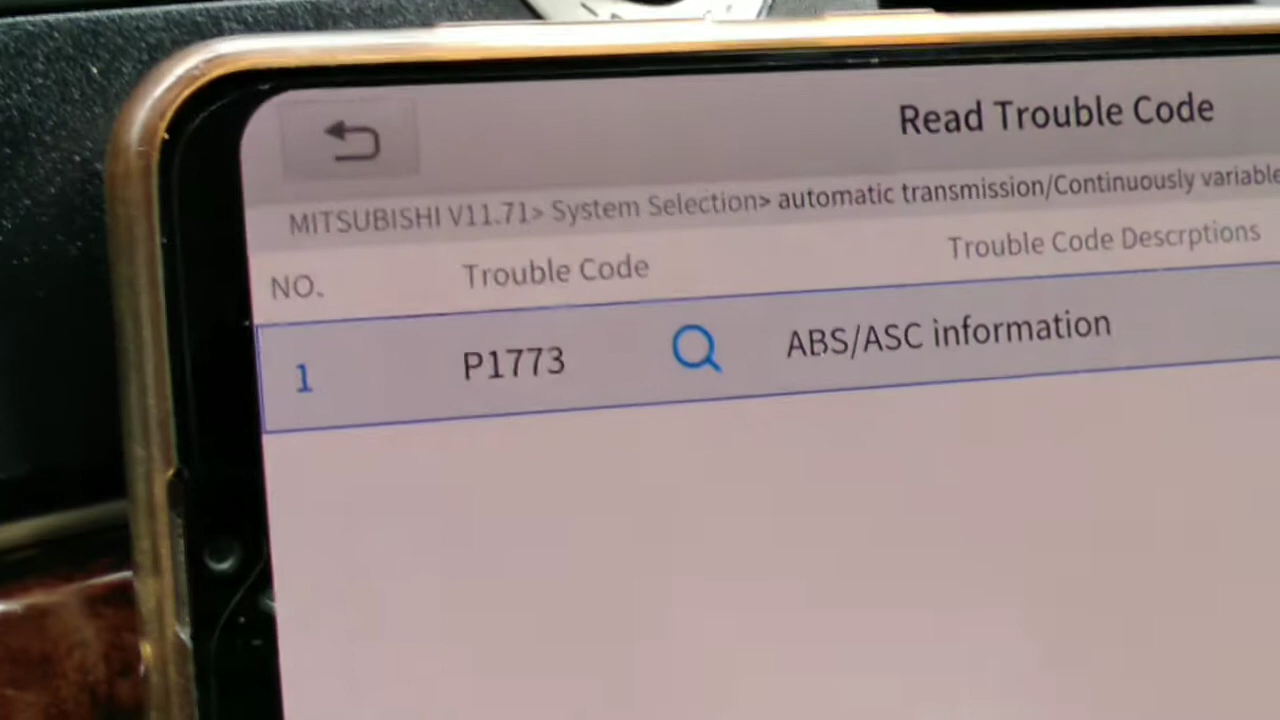 Read Trouble Code
MITSUBISHI V11.71> System Selection> automatic transmission/Continuously variable
NO. Trouble Code Trouble Code Descrptions
1 P1773 ABS/ASC information